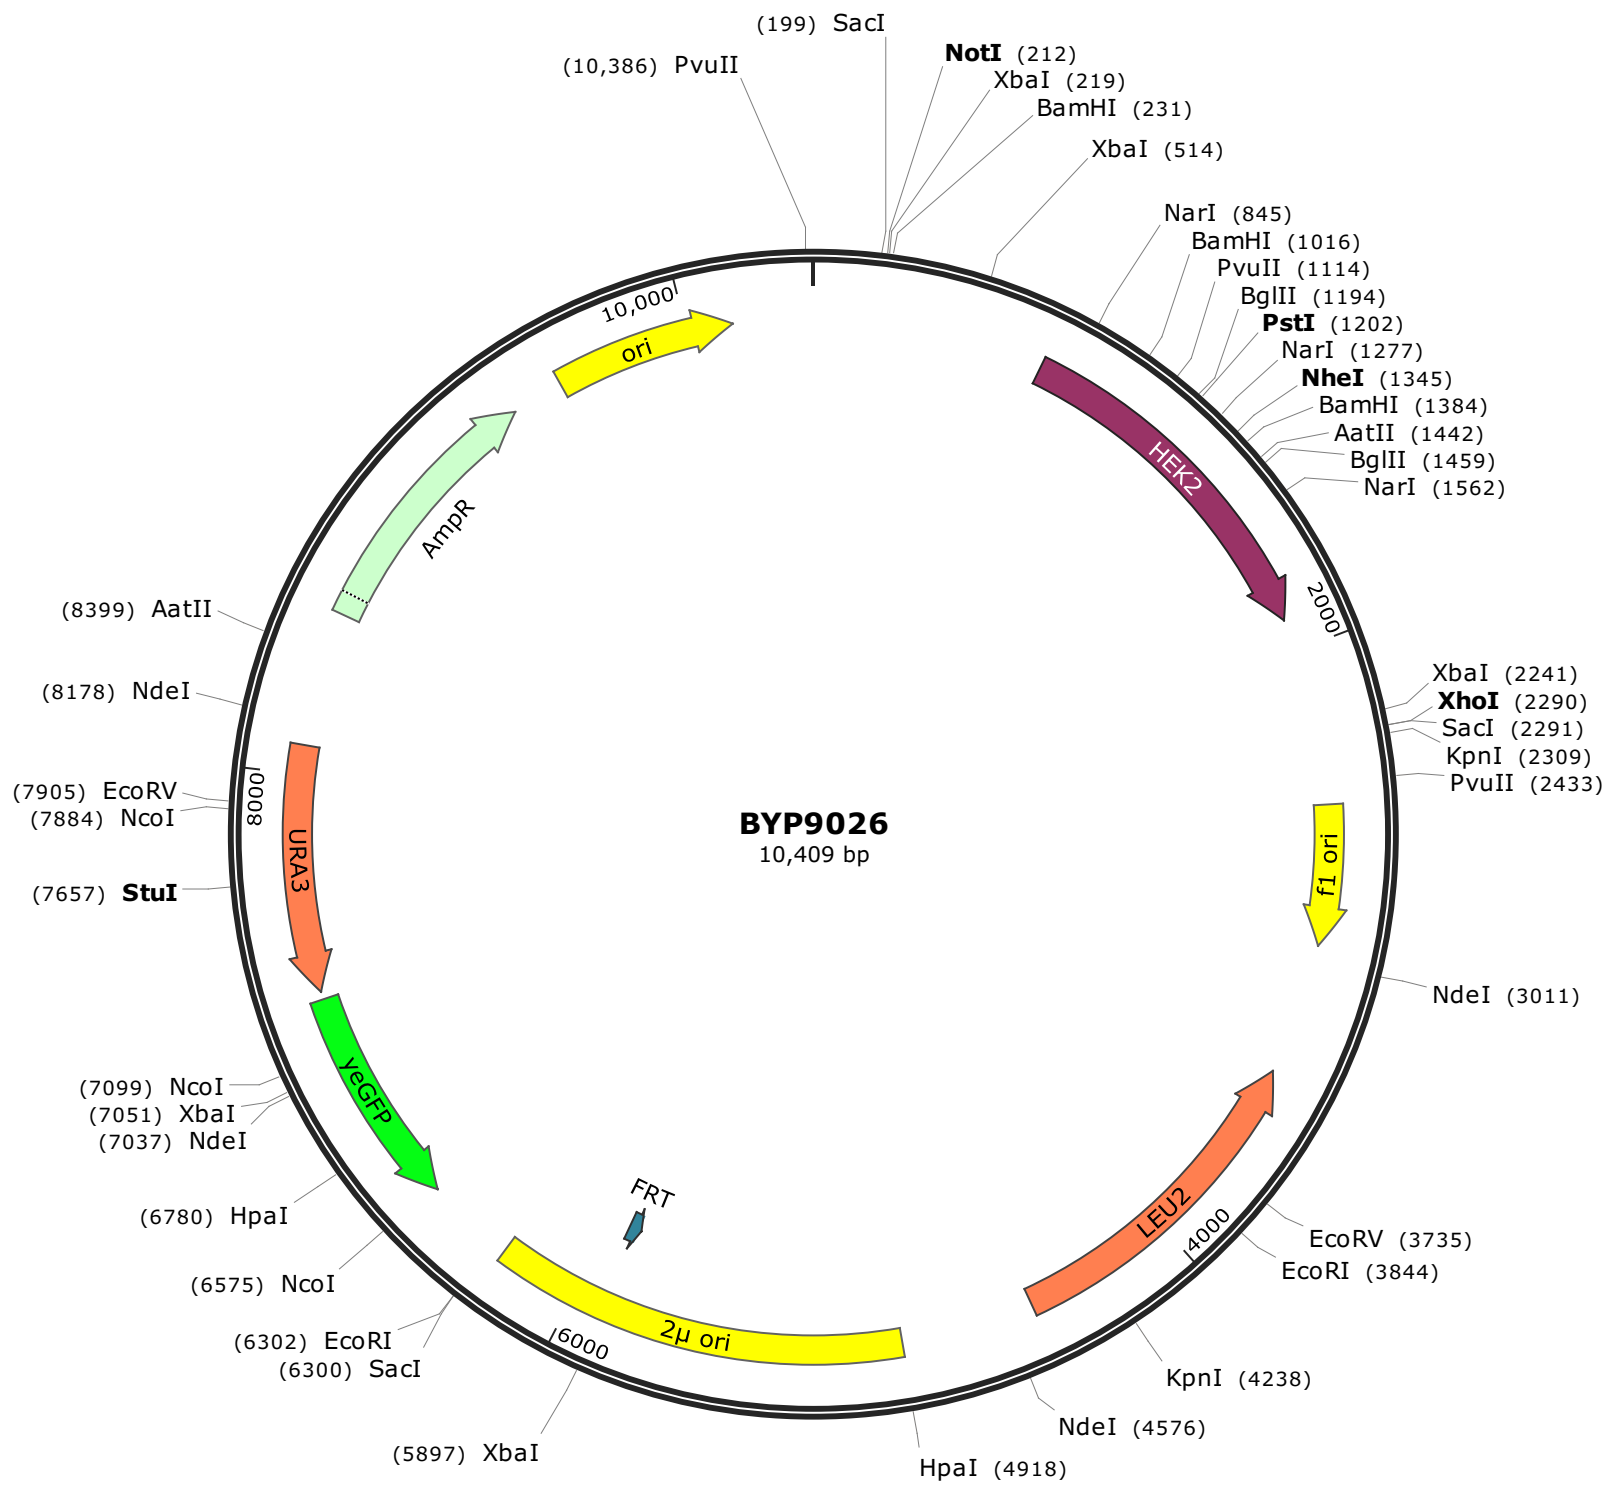 (199) SacI
(10,386) PvuII
NotI (212)
XbaI (219)
BamHI (231)
XbaI (514)
NarI (845)
BamHI (1016)
PvuII (1114)
BglII (1194)
PstI (1202)
NarI (1277)
NheI (1345)
BamHI (1384)
AatII (1442)
BglII (1459)
NarI (1562)
10,000
ori
HEK2
AmpR
2000
(8399) AatII
(8178) NdeI
XbaI (2241)
XhoI (2290)
SacI (2291)
KpnI (2309)
PvuII (2433)
(7905) EcoRV
(7884) NcoI
8000
URA3
(7657) StuI
BYP9026
10,409 bp
f1 ori
NdeI (3011)
(7099) NcoI
(7051) XbaI
(7037) NdeI
yeGFP
FRT
LEU2
4000
(6780) HpaI
EcoRV (3735)
EcoRI (3844)
(6575) NcoI
(6302) EcoRI
(6300) SacI
6000
2µ ori
KpnI (4238)
NdeI (4576)
(5897) XbaI
HpaI (4918)